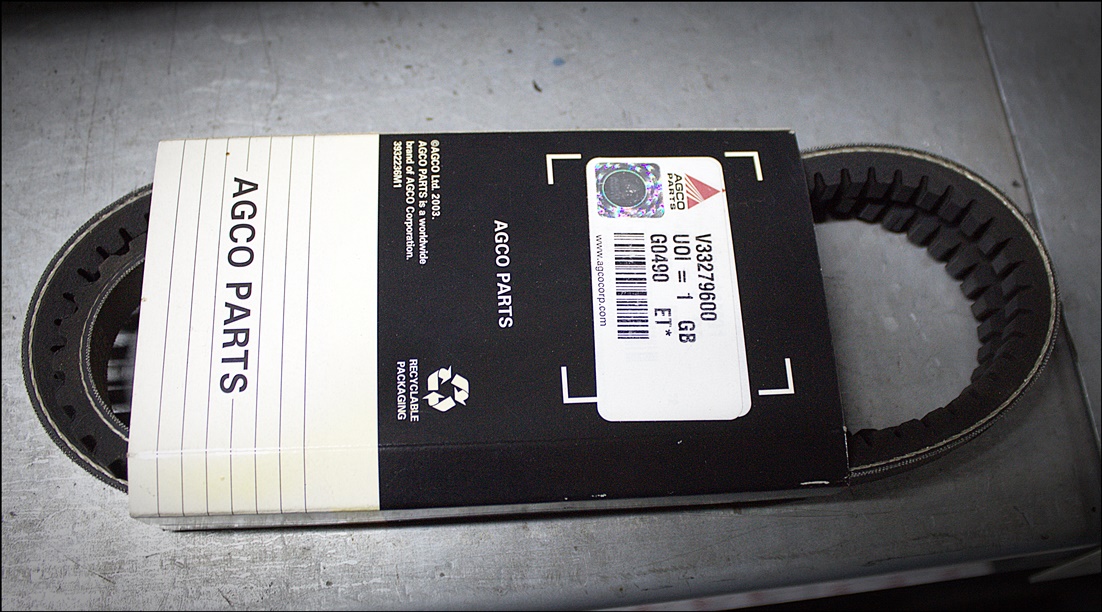 AGCO PARTS
©AGCO Ltd. 2003.
AGCO PARTS is a worldwide
brand of AGCO Corporation.
3932236M1
RECYCLABLE
PACKAGING
AGCO PARTS
AGCO
PARTS
V33279600
UOI = 1 GB
G0490 ET*
www.agcocorp.com